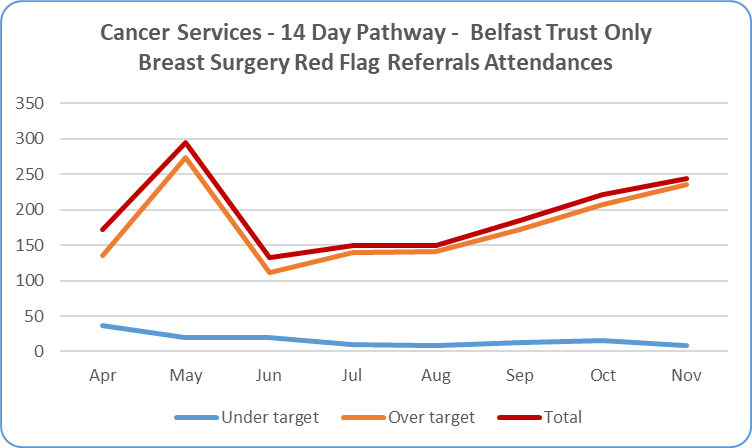 Cancer Services - 14 Day Pathway -  Belfast Trust Only
Breast Surgery Red Flag Referrals Attendances
350
300
250
200
150
100
50
0
Apr May Jun Jul Aug Sep Oct Nov
Under target Over target Total